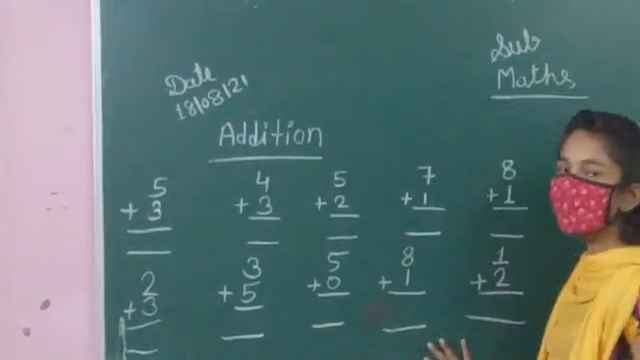 Sub
Maths
Date
18/08/21
Addition
5 4 5 7 8
+3 +3 +2 +1 +1
2 3 5 8 1
+3 +5 +0 +1 +2